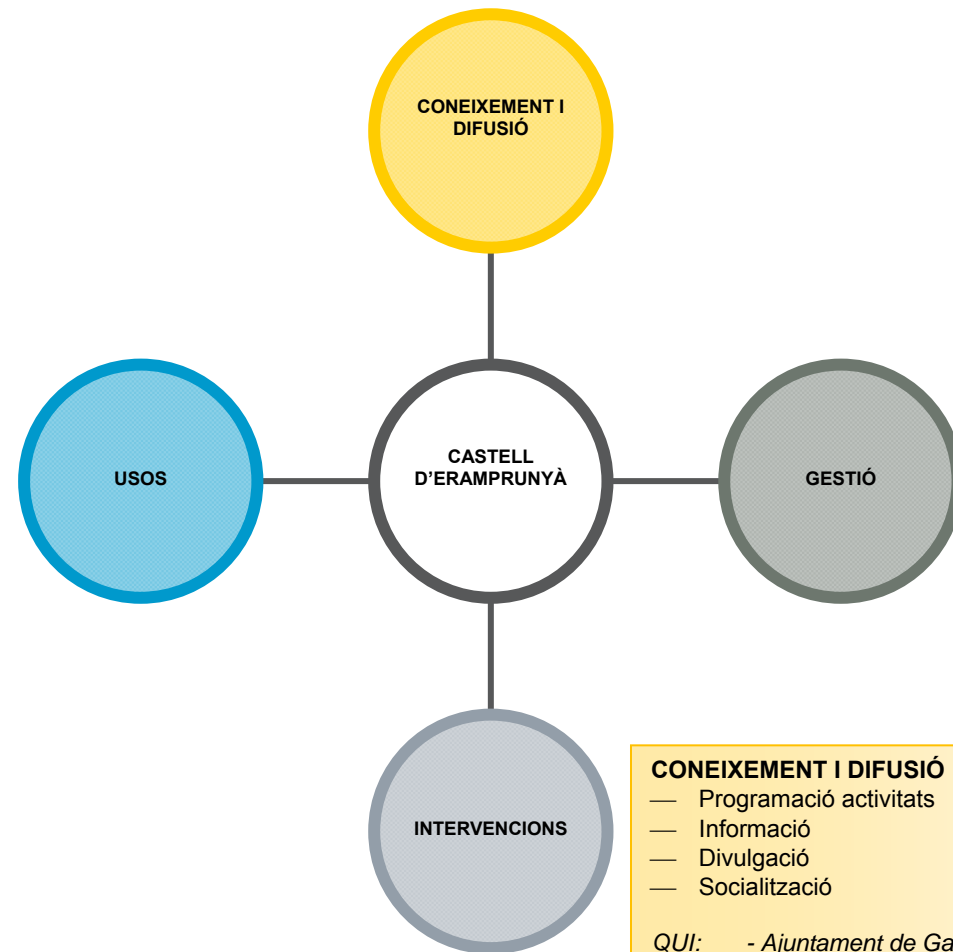 CONEIXEMENT I
DIFUSIÓ
USOS
CASTELL
D'ERAMPRUNYÀ
GESTIÓ
INTERVENCIONS
CONEIXEMENT I DIFUSIÓ
— Programació activitats
— Informació
— Divulgació
— Socialització
QUI: - Ajuntament de